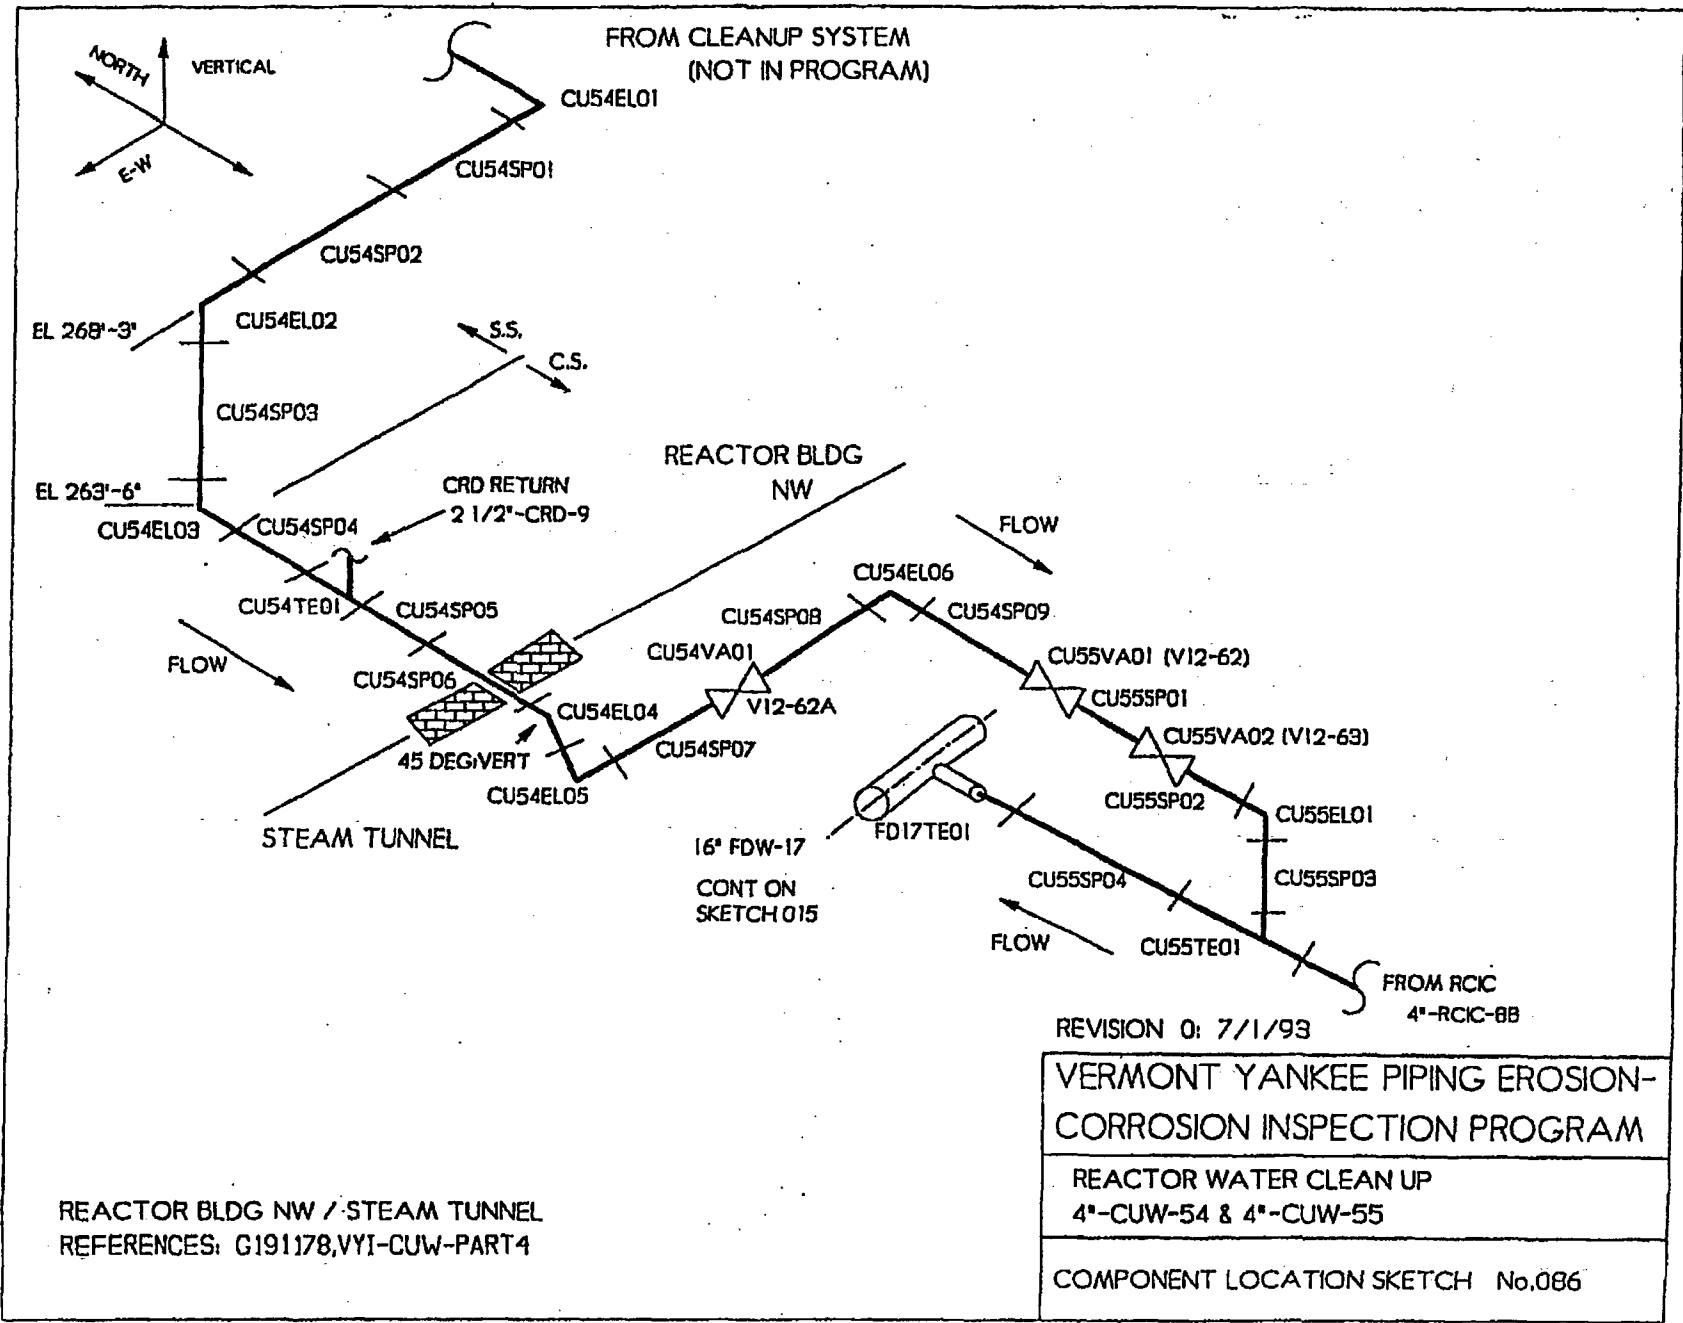 FROM CLEANUP SYSTEM
(NOT IN PROGRAM)
NORTH
VERTICAL
E-W
CU54EL01
CU54SP01
CU54SP02
EL 268'-3"
CU54EL02
S.S.
C.S.
CU54SP03
REACTOR BLDG
NW
EL 263'-6"
CRD RETURN
2 1/2"-CRD-9
CU54EL03
CU54SP04
FLOW
CU54EL06
CU54TE01
CU54SP05
CU54SP08
CU54SP09
FLOW
CU54SP06
CU54VA01
CU55VA01 (V12-62)
CU54EL04
V12-62A
CU55SP01
45 DEG,VERT
CU54SP07
CU55VA02 (V12-63)
CU54EL05
CU55SP02
CU55EL01
STEAM TUNNEL
FD17TE01
16" FDW-17
CONT ON
SKETCH 015
CU55SP04
CU55SP03
FLOW
CU55TE01
FROM RCIC
4"-RCIC-8B
REVISION 0: 7/1/93
VERMONT YANKEE PIPING EROSION-
CORROSION INSPECTION PROGRAM
REACTOR WATER CLEAN UP
4"-CUW-54 & 4"-CUW-55
COMPONENT LOCATION SKETCH No.086
REACTOR BLDG NW / STEAM TUNNEL
REFERENCES: G191178,VYI-CUW-PART4